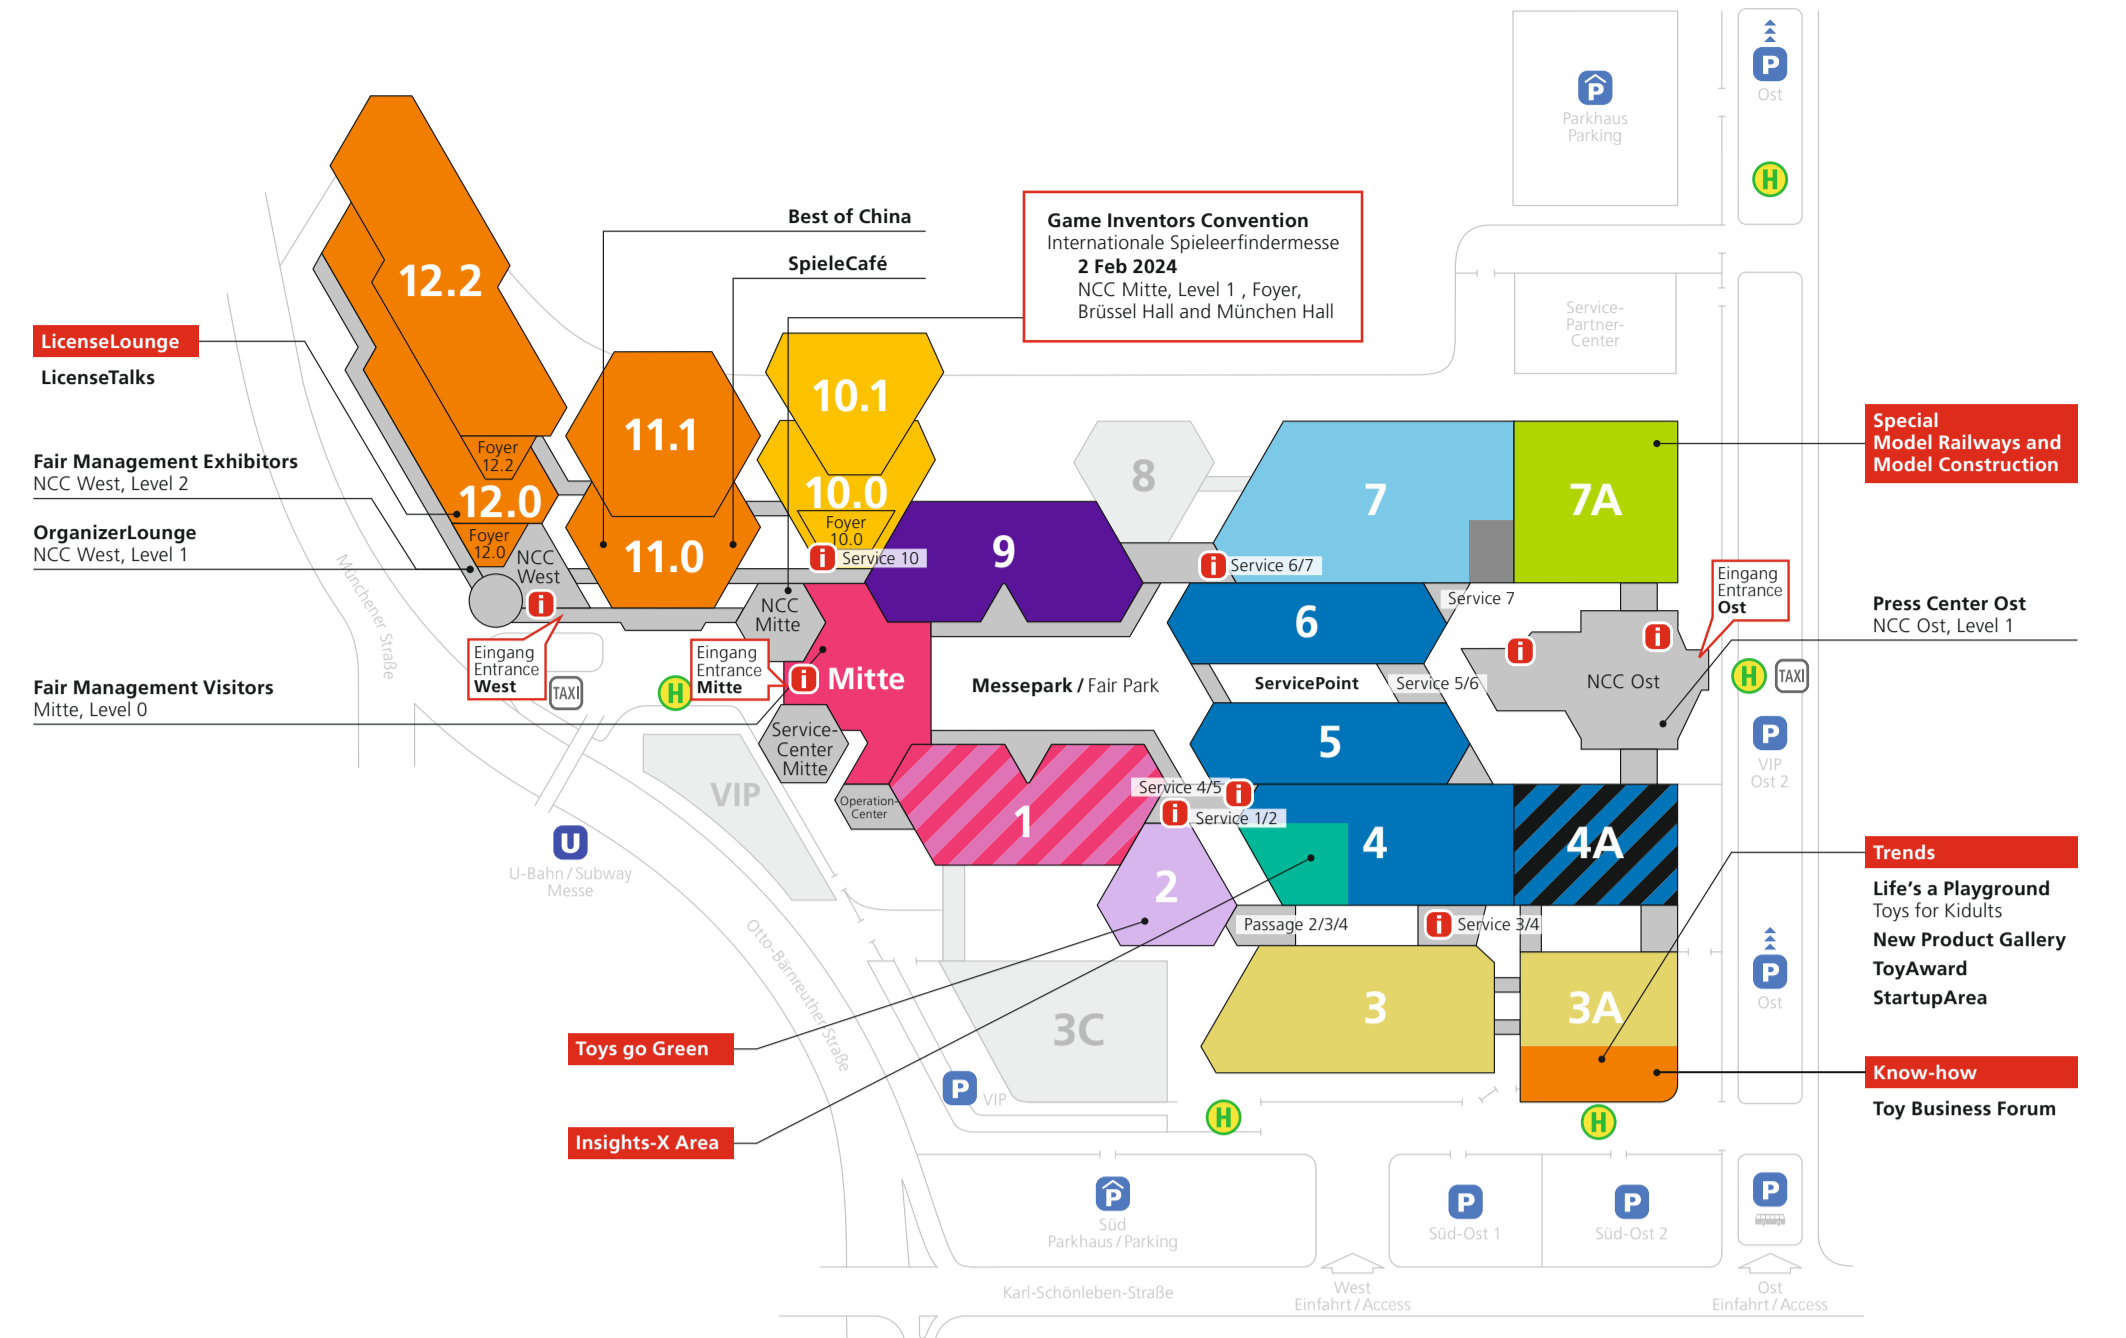 P
Ost
P
Parkhaus
Parking
H
Best of China
SpieleCafé
Game Inventors Convention
Internationale Spieleerfindermesse
2 Feb 2024
NCC Mitte, Level 1 , Foyer,
Brüssel Hall and München Hall
Service-
Partner-
Center
12.2
LicenseLounge
LicenseTalks
11.1
10.1
Foyer
12.2
12.0
Foyer
12.0
Fair Management Exhibitors
NCC West, Level 2
OrganizerLounge
NCC West, Level 1
NCC
West
11.0
10.0
Foyer
10.0
i
Service 10
9
8
i
Service 6/7
7
7A
Special
Model Railways and
Model Construction
Münchener Straße
i
NCC
Mitte
6
Service 7
Eingang
Entrance
Ost
Press Center Ost
NCC Ost, Level 1
Eingang
Entrance
West
TAXI
H
Eingang
Entrance
Mitte
i
Mitte
Messepark / Fair Park
ServicePoint
Service 5/6
i
i
NCC Ost
H
TAXI
Fair Management Visitors
Mitte, Level 0
Service-
Center
Mitte
5
P
VIP
Ost 2
VIP
Operation-
Center
1
Service 4/5
i
i
Service 1/2
4
4A
U
U-Bahn / Subway
Messe
2
Passage 2/3/4
i
Service 3/4
Trends
Life’s a Playground
Toys for Kidults
New Product Gallery
ToyAward
StartupArea
Otto-Bärnreuther-Straße
P
Ost
3C
3
3A
Toys go Green
Know-how
Toy Business Forum
P
VIP
H
H
Insights-X Area
P
Süd
Parkhaus / Parking
P
Süd-Ost 1
P
Süd-Ost 2
P
Karl-Schönleben-Straße
West
Einfahrt / Access
Ost
Einfahrt / Access